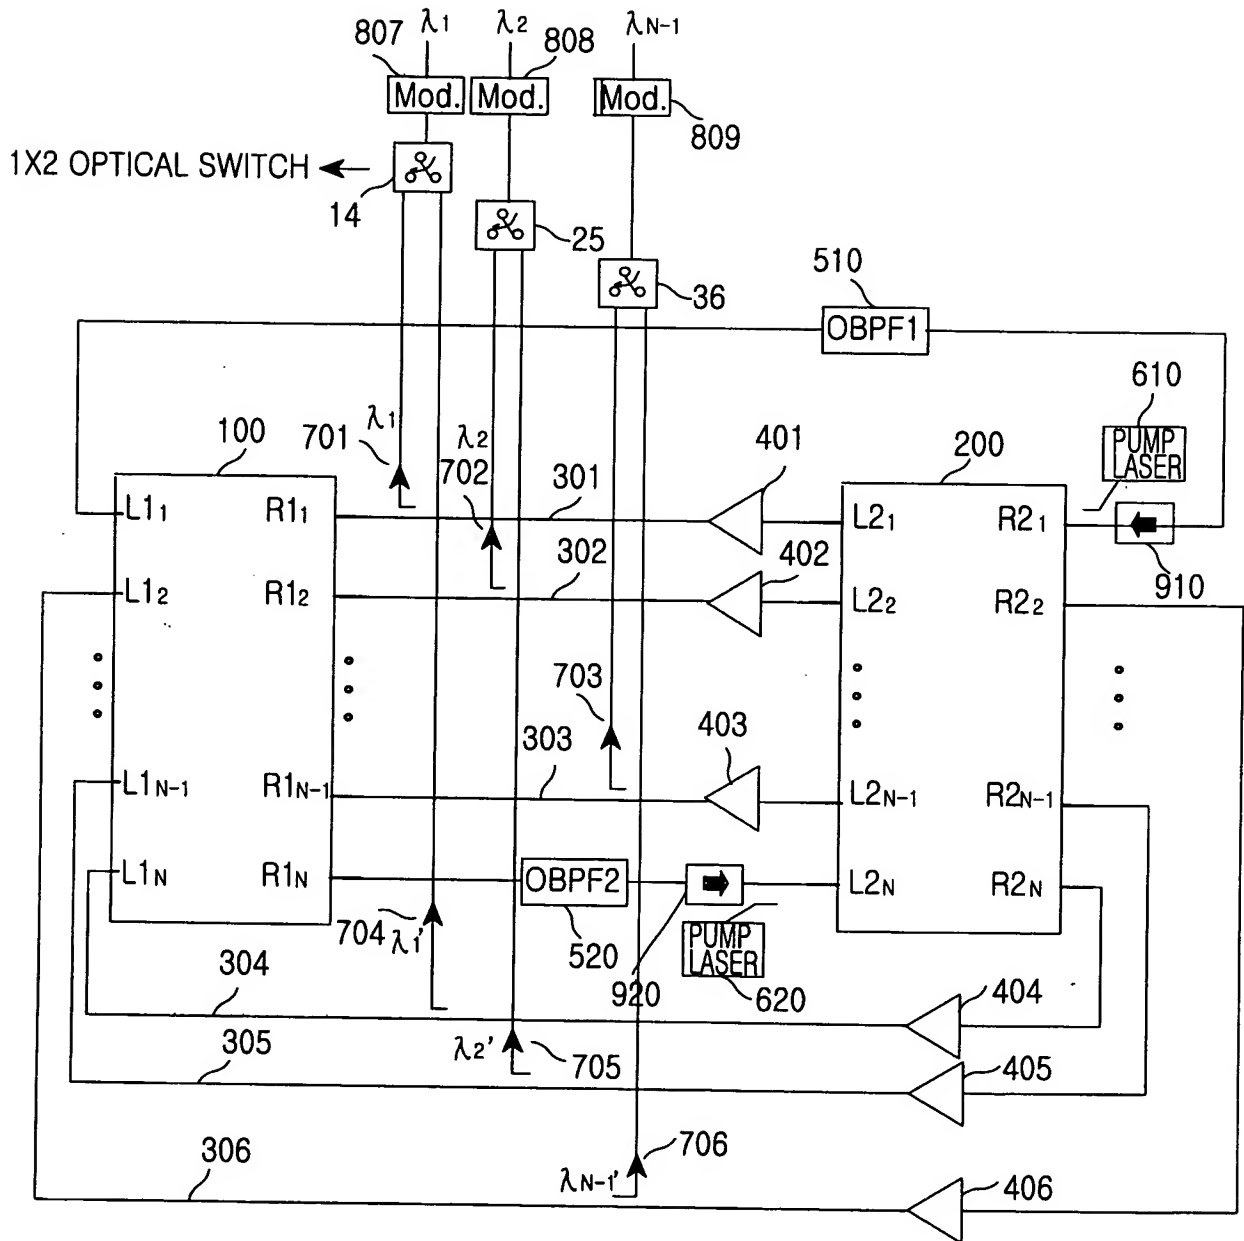 807 λ1 λ2 808 λN-1
Mod. Mod. Mod.
809
1X2 OPTICAL SWITCH
14
25
36
510
OBPF1
610
PUMP
LASER
λ1
λ2
100
701
702
301
401
200
L11 R11 L21 R21
910
302
402
L12 R12 L22 R22
703
303
403
L1N-1 R1N-1 L2N-1 R2N-1
L1N R1N OBPF2 L2N R2N
704 λ1'
520
920
PUMP
LASER
620
304
404
λ2' 705
305
405
306
706
λN-1'
406